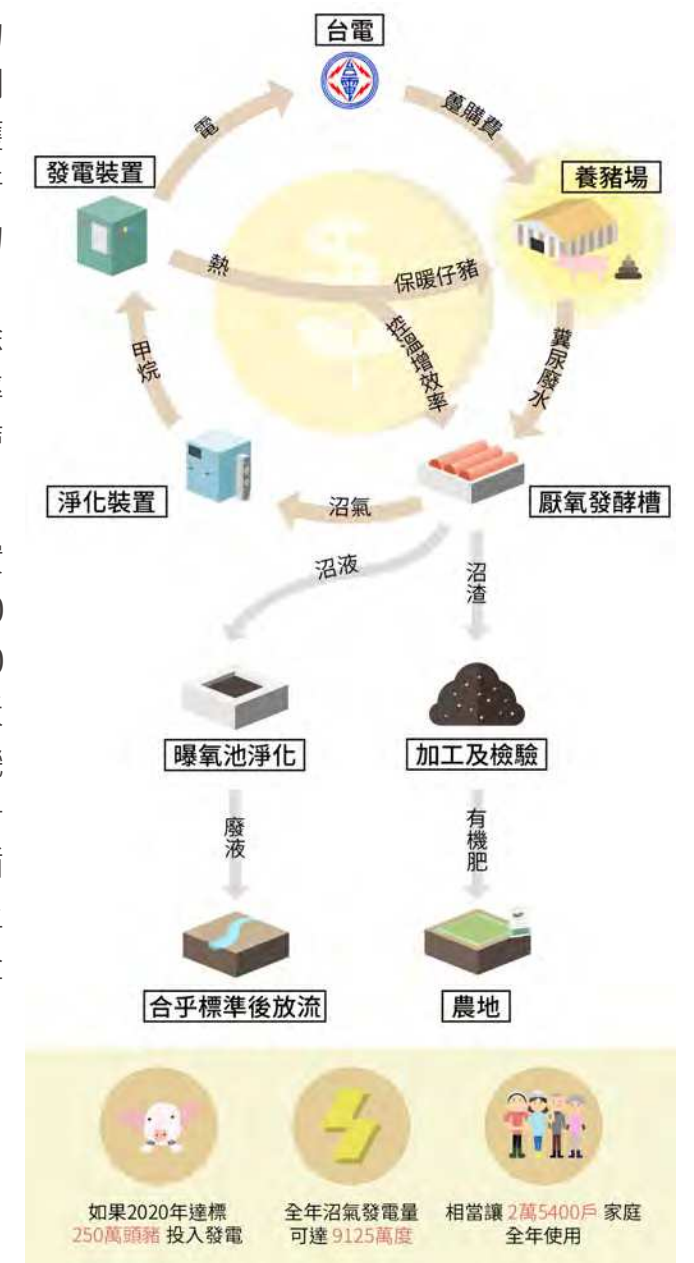 台電
台電
電
躉購費
發電裝置
養豬場
熱
保暖仔豬
控溫增效率
甲烷
糞尿廢水
淨化裝置
沼氣
厭氧發酵槽
沼液
沼渣
曝氧池淨化
加工及檢驗
廢液
有機肥
合乎標準後放流
農地
如果2020年達標
250萬頭豬 投入發電
全年沼氣發電量
可達 9125萬度
相當讓 2萬5400戶 家庭
全年使用